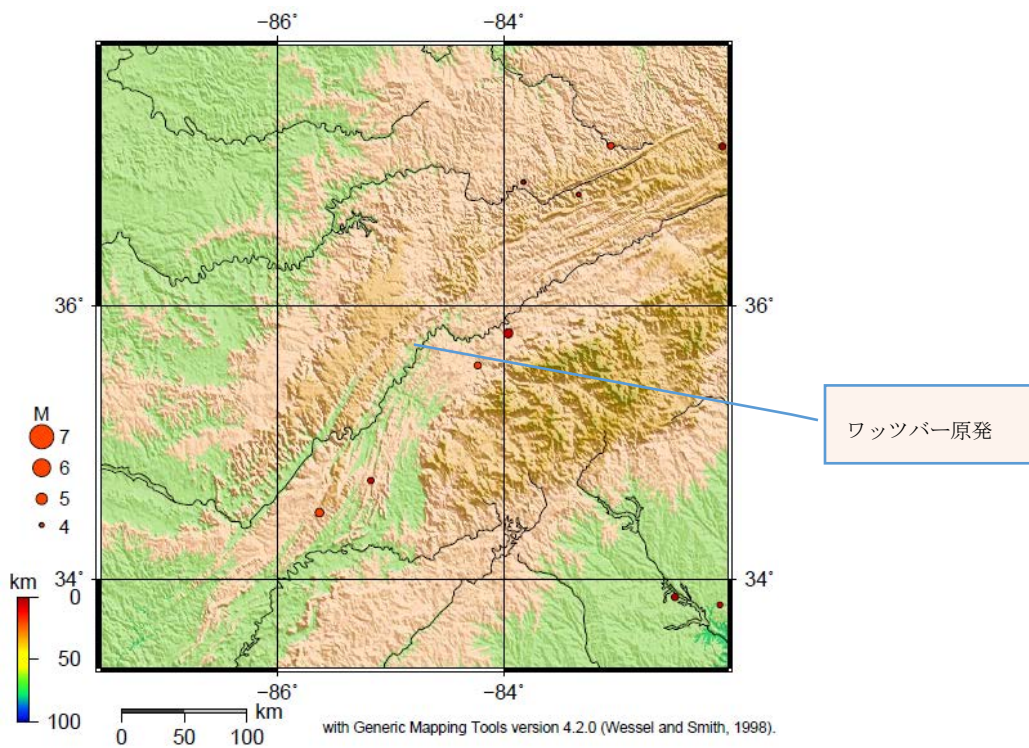 −86˚ −84˚
36˚ 36˚
ワッツバー原発
M
7
6
5
4
34˚ 34˚
km
0
50
100
−86˚ −84˚
km
0 50 100
with Generic Mapping Tools version 4.2.0 (Wessel and Smith, 1998).